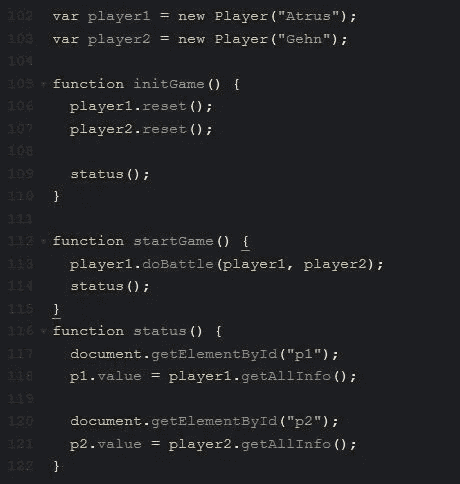 102 var player1 = new Player("Atrus");
103 var player2 = new Player("Gehn");
104
105 function initGame() {
106   player1.reset();
107   player2.reset();
108
109   status();
110 }
111
112 function startGame() {
113   player1.doBattle(player1, player2);
114   status();
115 }
116 function status() {
117   document.getElementById("p1");
118   p1.value = player1.getAllInfo();
119
120   document.getElementById("p2");
121   p2.value = player2.getAllInfo();
122 }